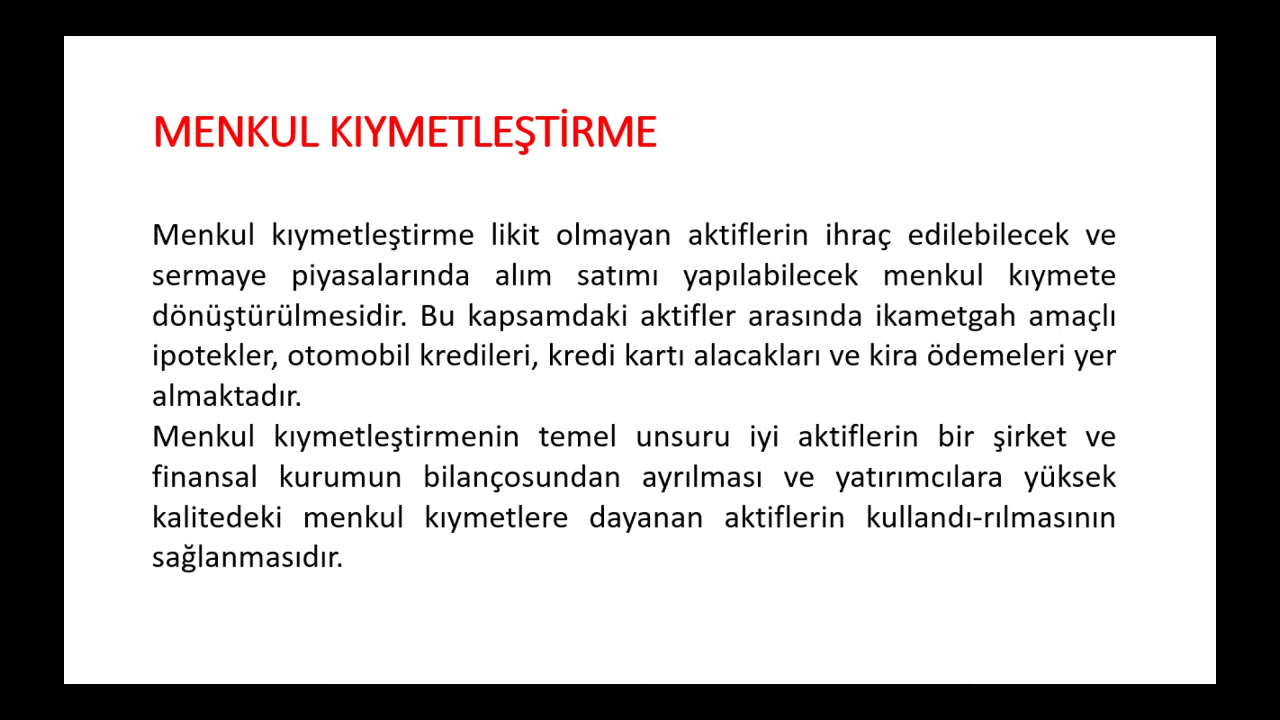 MENKUL KIYMETLEŞTİRME
Menkul kıymetleştirme likit olmayan aktiflerin ihraç edilebilecek ve
sermaye piyasalarında alım satımı yapılabilecek menkul kıymete
dönüştürülmesidir. Bu kapsamdaki aktifler arasında ikametgah amaçlı
ipotekler, otomobil kredileri, kredi kartı alacakları ve kira ödemeleri yer
almaktadır.
Menkul kıymetleştirmenin temel unsuru iyi aktiflerin bir şirket ve
finansal kurumun bilançosundan ayrılması ve yatırımcılara yüksek
kalitedeki menkul kıymetlere dayanan aktiflerin kullandı-rılmasının
sağlanmasıdır.